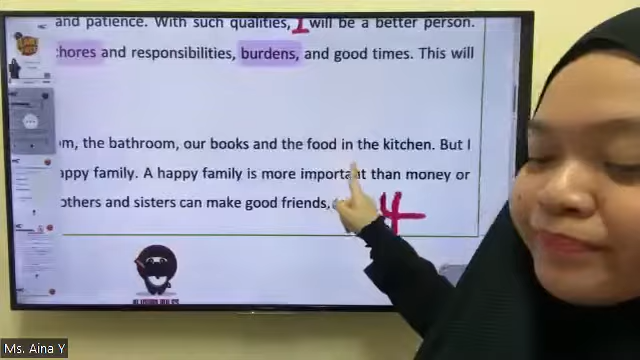 and patience. With such qualities, I will be a better person.
chores and responsibilities, burdens, and good times. This will
om, the bathroom, our books and the food in the kitchen. But I
appy family. A happy family is more important than money or
others and sisters can make good friends,
4
Ms. Aina Y